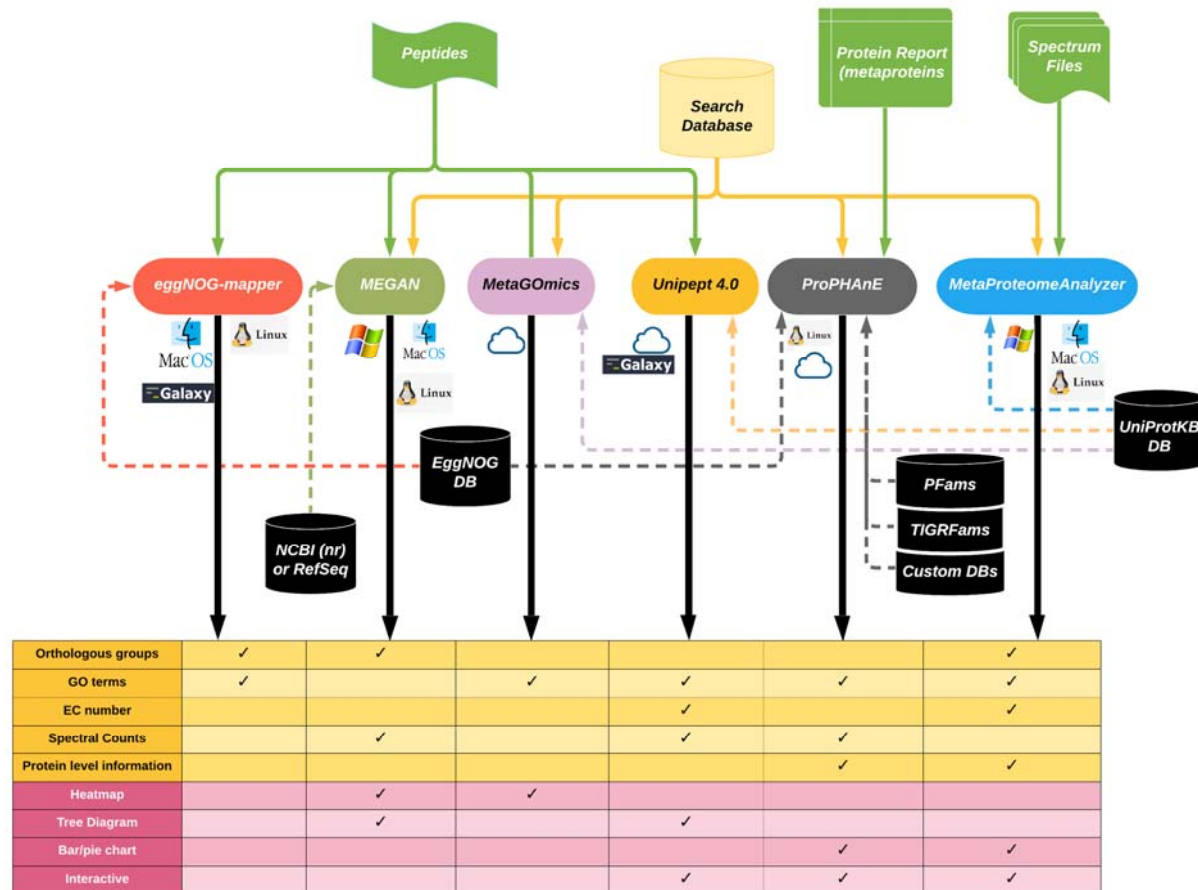 Peptides
Search
Database
Protein Report
(metaproteins
Spectrum
Files
eggNOG-mapper
MEGAN
MetaGOmics
Unipept 4.0
ProPHAnE
MetaProteomeAnalyzer
Mac OS
Linux
Galaxy
Mac OS
Linux
Galaxy
Linux
Mac OS
Linux
EggNOG
DB
UniProtKB
DB
NCBI (nr)
or RefSeq
PFams
TIGRFams
Custom DBs
Orthologous groups ✓ ✓ ✓
GO terms ✓ ✓ ✓ ✓ ✓
EC number ✓ ✓
Spectral Counts ✓ ✓ ✓
Protein level information ✓ ✓
Heatmap ✓ ✓
Tree Diagram ✓ ✓
Bar/pie chart ✓ ✓
Interactive ✓ ✓ ✓